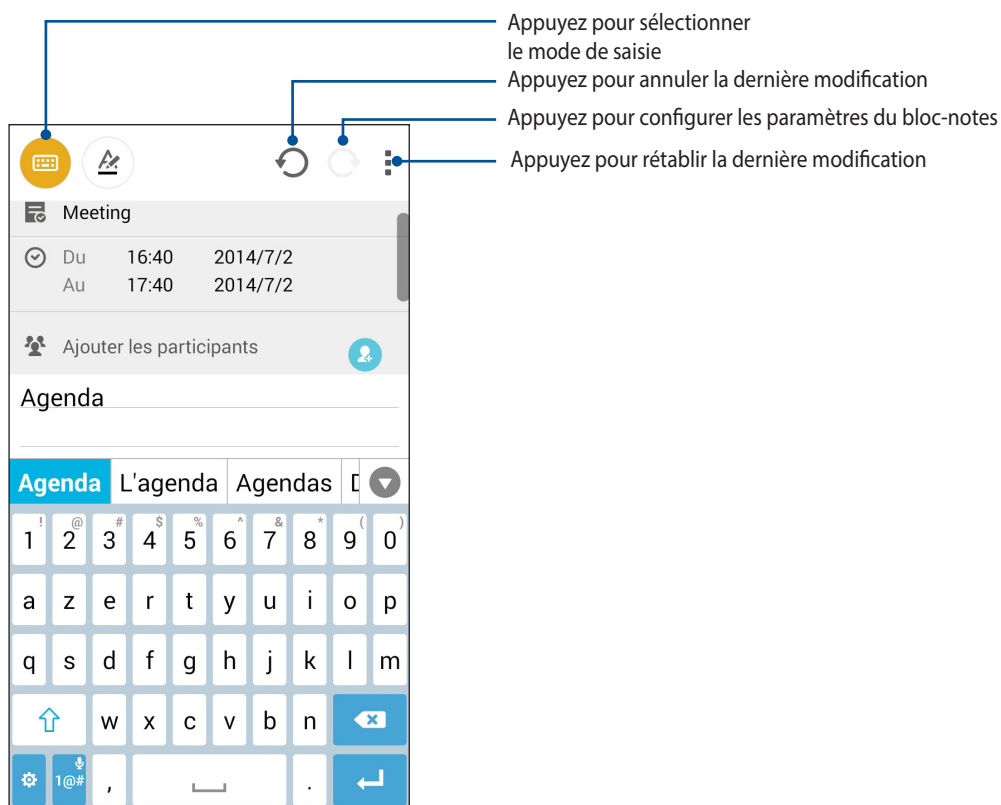 Appuyez pour sélectionner
le mode de saisie
Appuyez pour annuler la dernière modification
Appuyez pour configurer les paramètres du bloc-notes
Appuyez pour rétablir la dernière modification
Meeting
Du 16:40 2014/7/2
Au 17:40 2014/7/2
Ajouter les participants
Agenda
Agenda L'agenda Agendas
! @ # $ % ^ & * ( )
1 2 3 4 5 6 7 8 9 0
a z e r t y u i o p
q s d f g h j k l m
w x c v b n
1@# , .